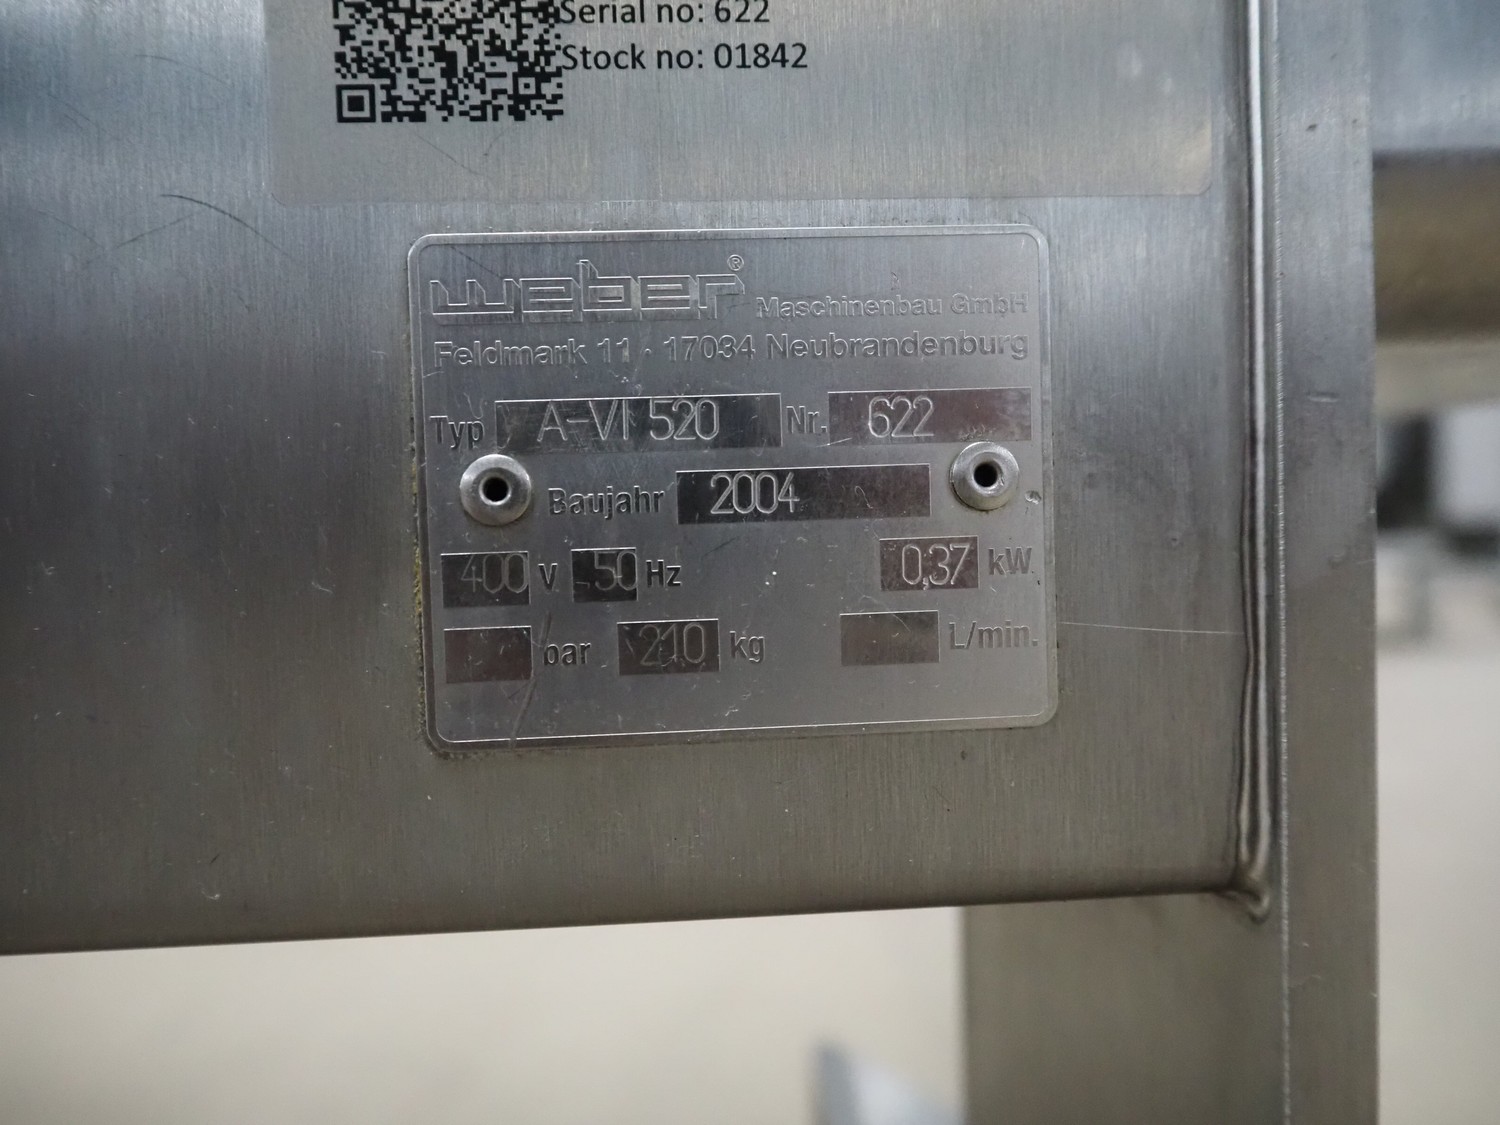 Serial no: 622
Stock no: 01842
weber® Maschinenbau GmbH
Feldmark 11 · 17034 Neubrandenburg
Typ A-VI 520 Nr. 622
Baujahr 2004
400 V 50 Hz 0,37 kW
bar 210 kg L/min.